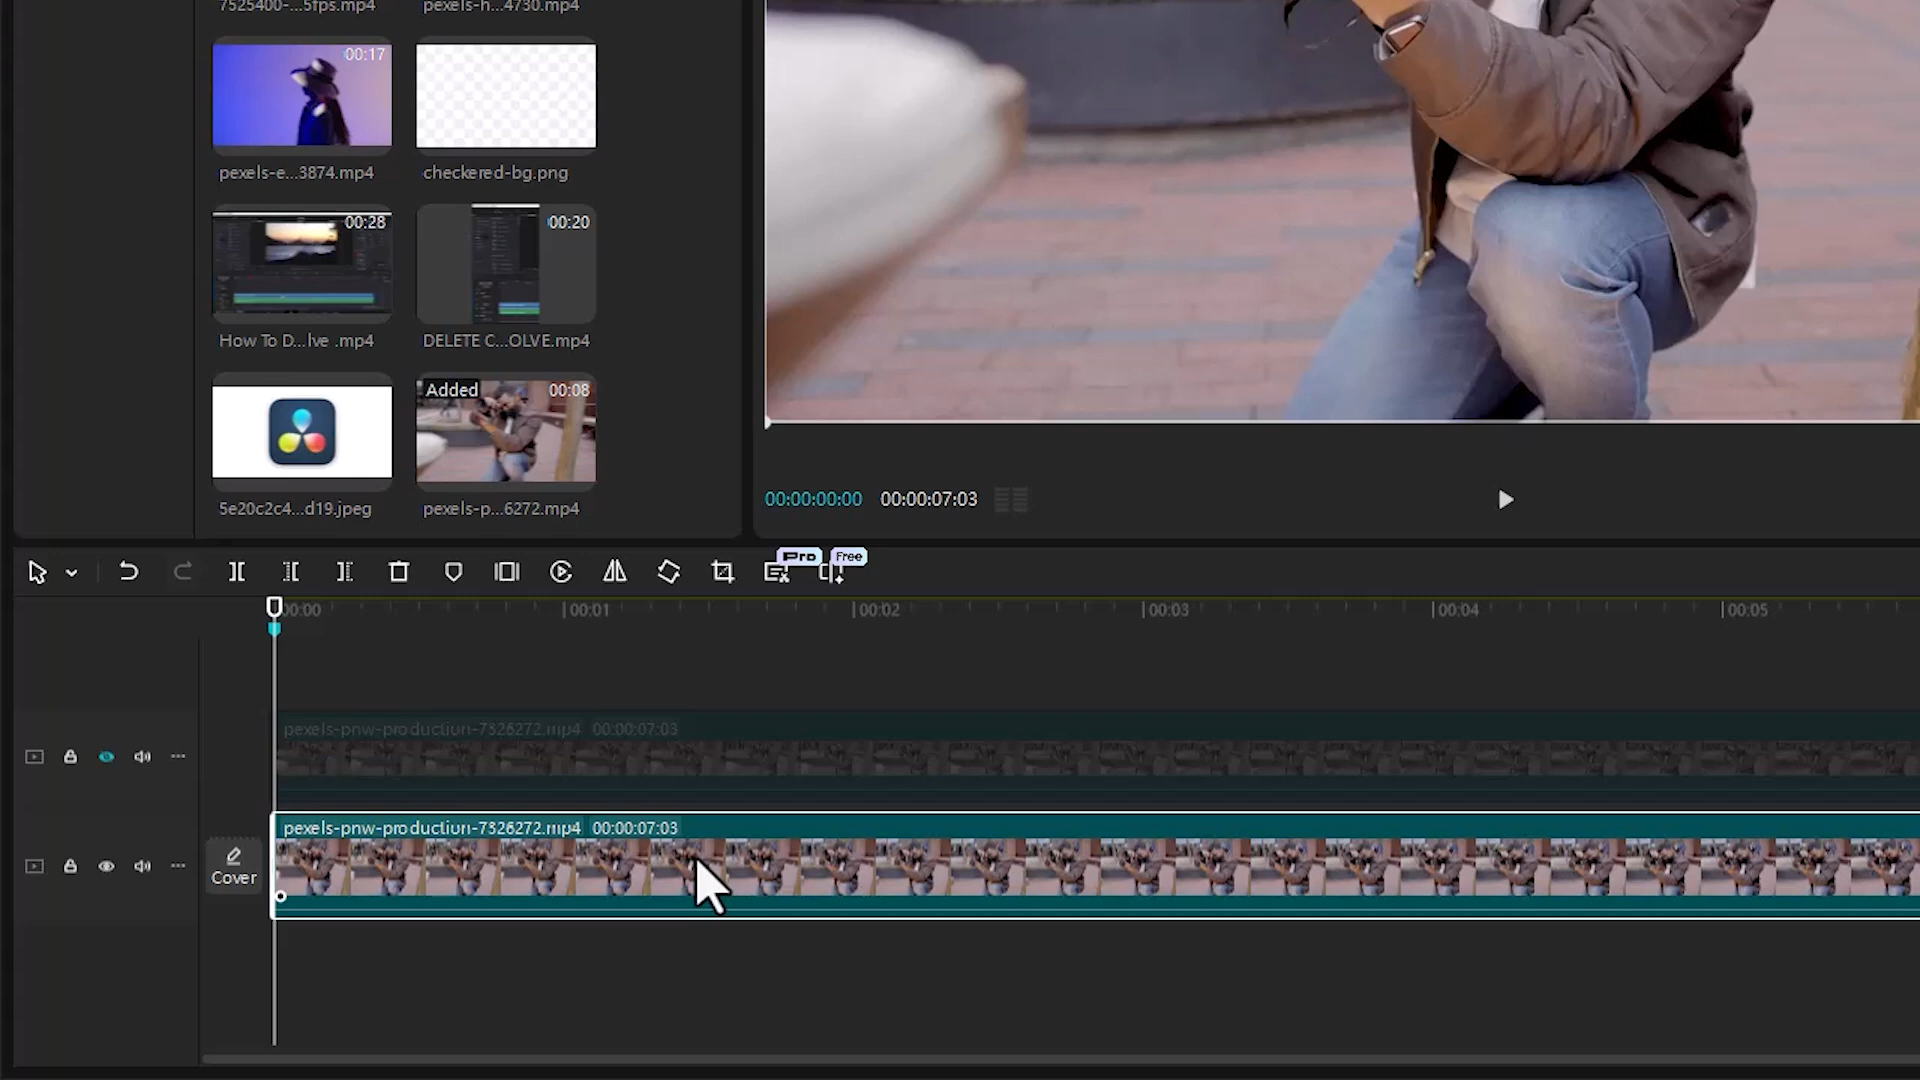 7525400-...5fps.mp4
pexels-h...4730.mp4
00:17
pexels-e...3874.mp4
checkered-bg.png
00:28
00:20
How To D...lve .mp4
DELETE C...OLVE.mp4
Added
00:08
5e20c2c4...d19.jpeg
pexels-p...6272.mp4
00:00:00:00
00:00:07:03
Pro
Free
00:00
00:01
00:02
00:03
00:04
00:05
pexels-pnw-production-7326272.mp4 00:00:07:03
pexels-pnw-production-7326272.mp4 00:00:07:03
Cover